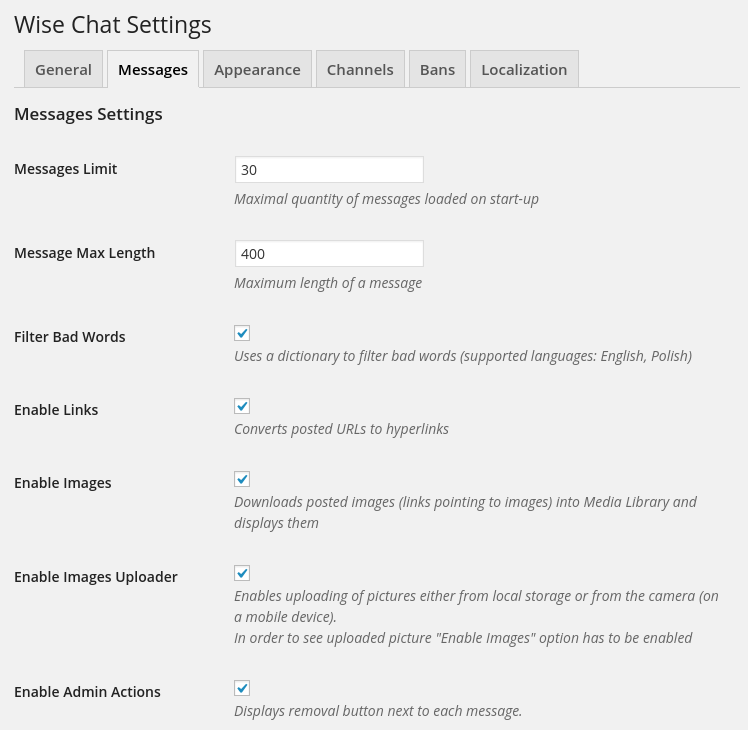 Wise Chat Settings
General Messages Appearance Channels Bans Localization
Messages Settings
Messages Limit
30
Maximal quantity of messages loaded on start-up
Message Max Length
400
Maximum length of a message
Filter Bad Words
Uses a dictionary to filter bad words (supported languages: English, Polish)
Enable Links
Converts posted URLs to hyperlinks
Enable Images
Downloads posted images (links pointing to images) into Media Library and
displays them
Enable Images Uploader
Enables uploading of pictures either from local storage or from the camera (on
a mobile device).
In order to see uploaded picture "Enable Images" option has to be enabled
Enable Admin Actions
Displays removal button next to each message.